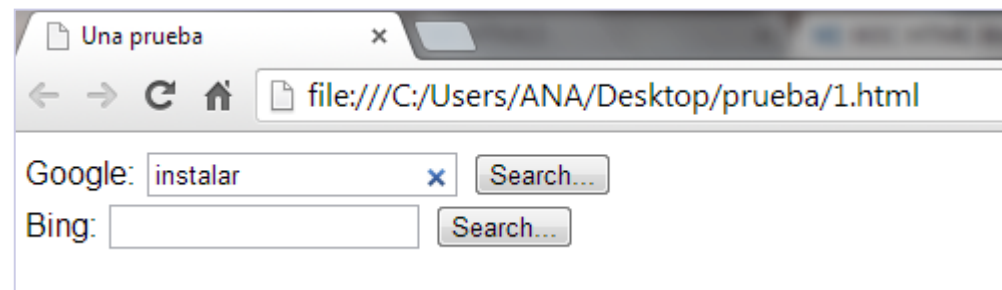 Una prueba
file:///C:/Users/ANA/Desktop/prueba/1.html
Google: instalar Search...
Bing: Search...